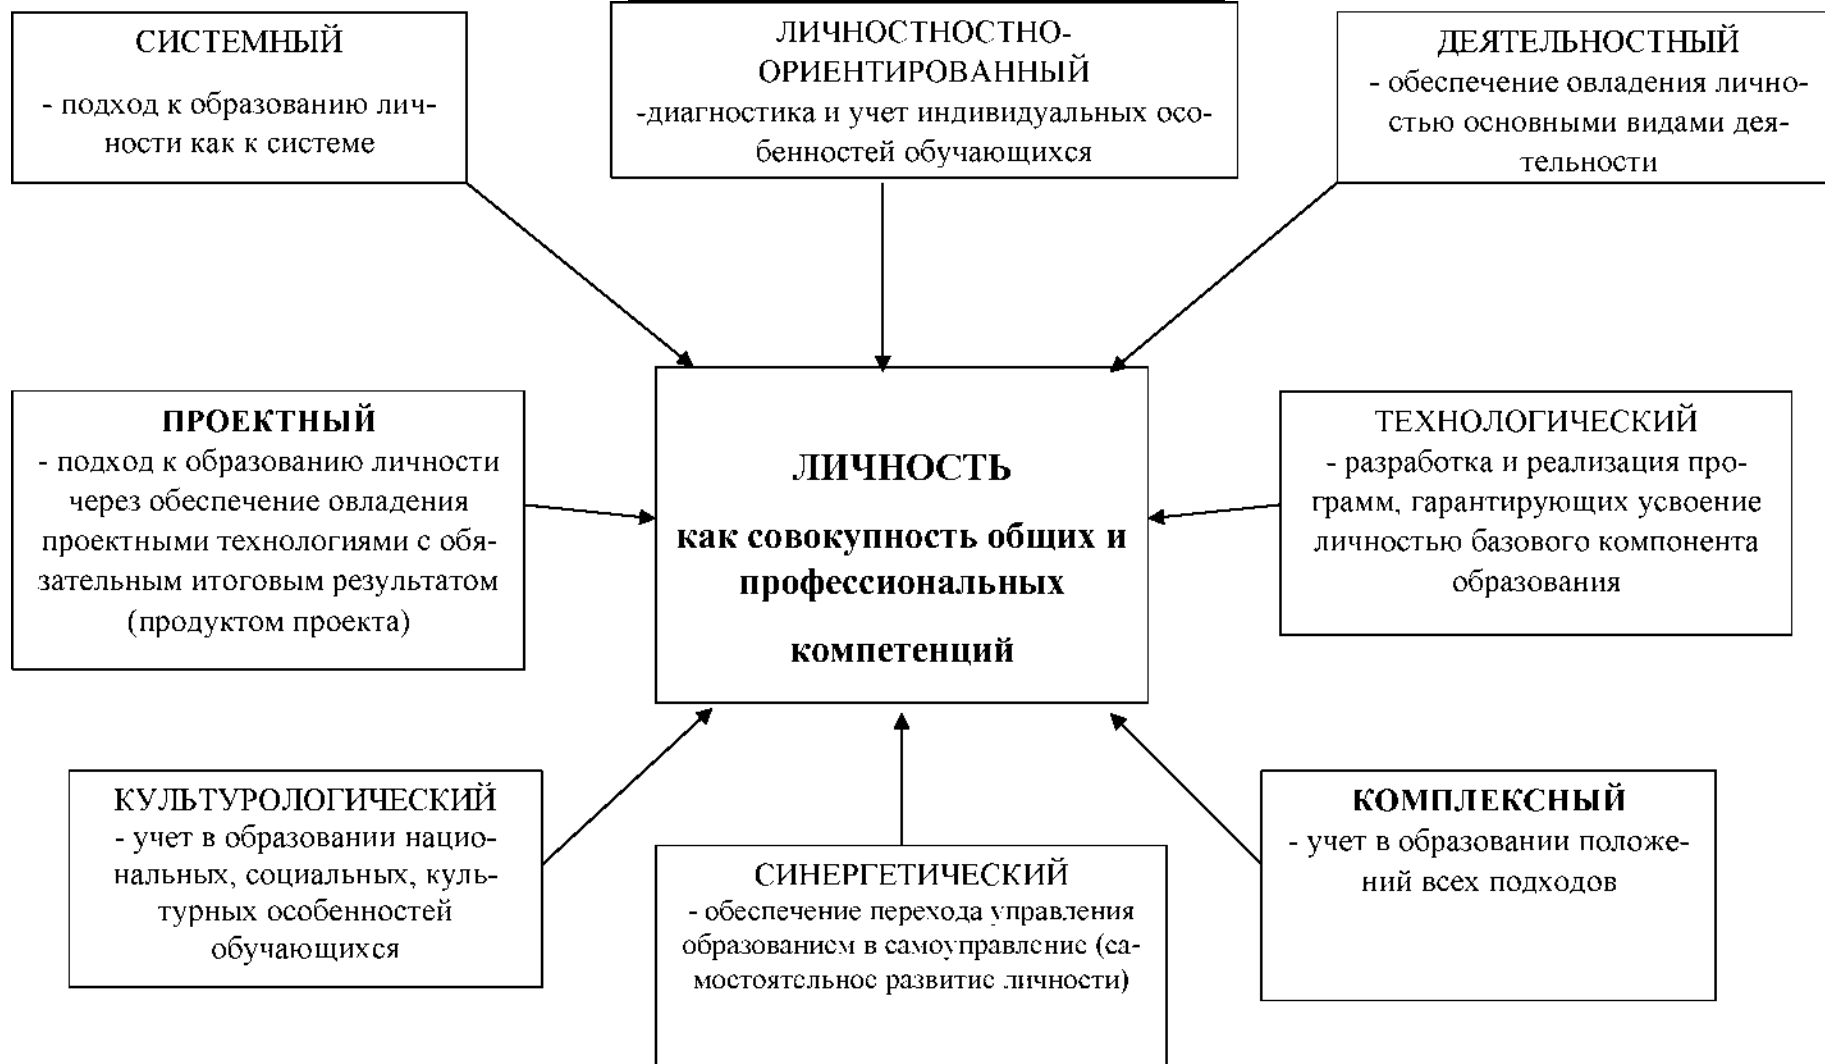 СИСТЕМНЫЙ
- подход к образованию лич-
ности как к системе
ЛИЧНОСТНОСТНО-
ОРИЕНТИРОВАННЫЙ
-диагностика и учет индивидуальных осо-
бенностей обучающихся
ДЕЯТЕЛЬНОСТНЫЙ
- обеспечение овладения лично-
стью основными видами дея-
тельности
ПРОЕКТНЫЙ
- подход к образованию личности
через обеспечение овладения
проектными технологиями с обя-
зательным итоговым результатом
(продуктом проекта)
ЛИЧНОСТЬ
как совокупность общих и
профессиональных
компетенций
ТЕХНОЛОГИЧЕСКИЙ
- разработка и реализация про-
грамм, гарантирующих усвоение
личностью базового компонента
образования
КУЛЬТУРОЛОГИЧЕСКИЙ
- учет в образовании нацио-
нальных, социальных, куль-
турных особенностей
обучающихся
СИНЕРГЕТИЧЕСКИЙ
- обеспечение перехода управления
образованием в самоуправление (са-
мостоятельное развитие личности)
КОМПЛЕКСНЫЙ
- учет в образовании положе-
ний всех подходов